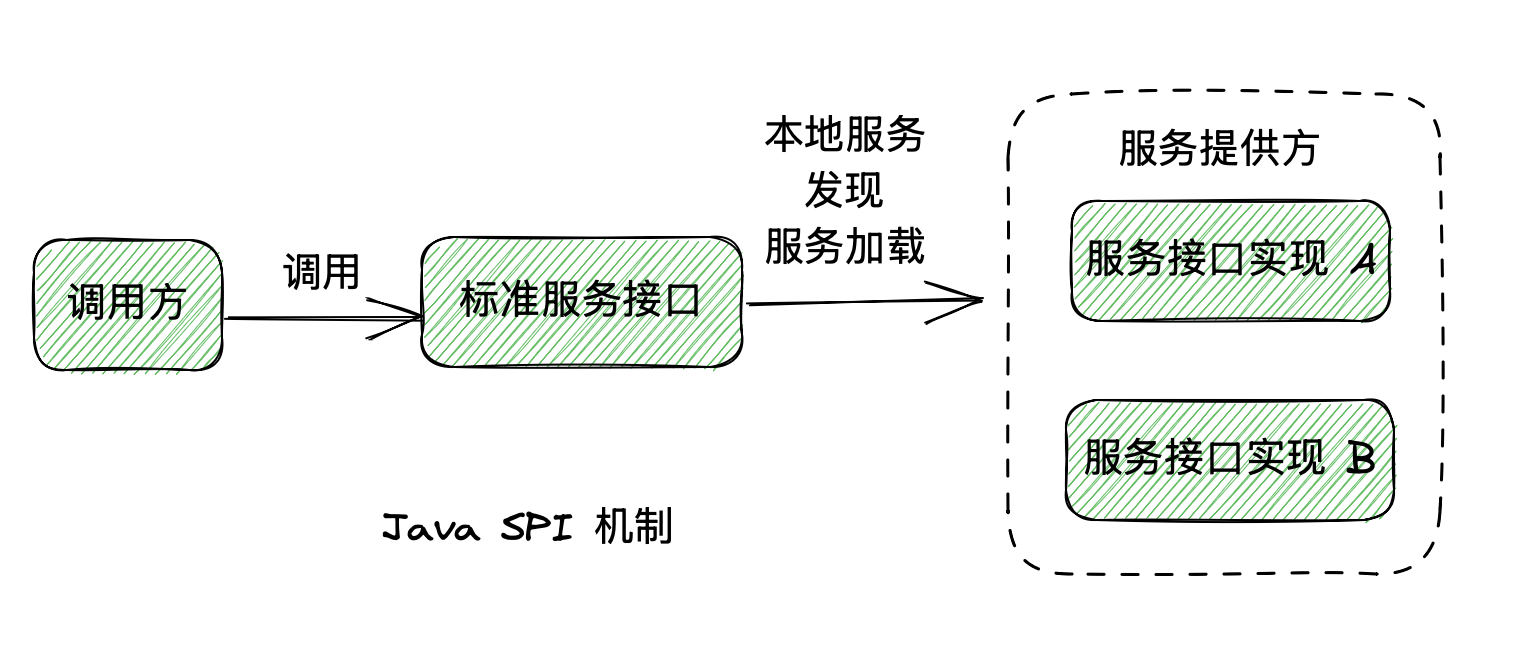 调用方
调用
标准服务接口
本地服务
发现
服务加载
服务提供方
服务接口实现 A
服务接口实现 B
Java SPI 机制